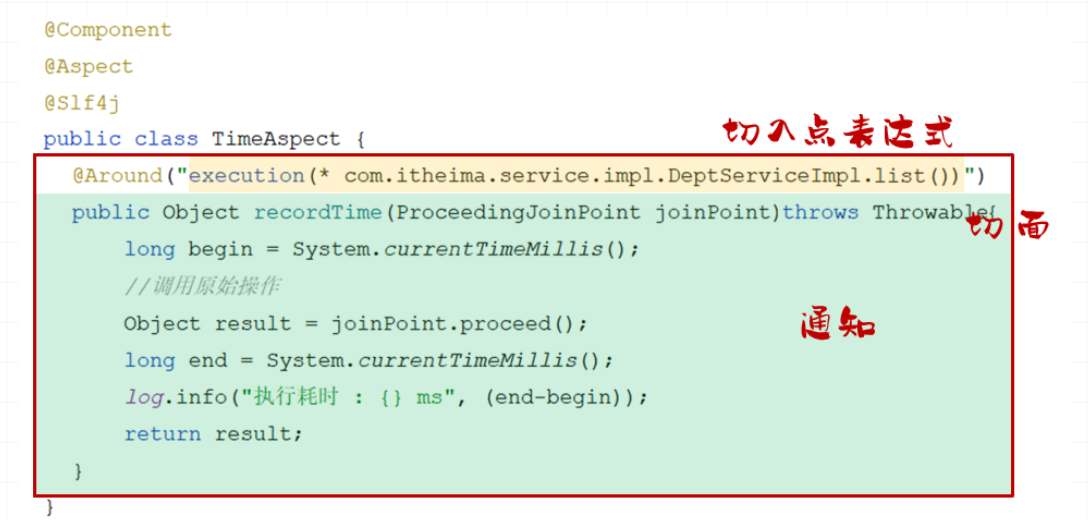 @Component
@Aspect
@Slf4j
public class TimeAspect {
切入点表达式
@Around("execution(* com.itheima.service.impl.DeptServiceImpl.list())")
public Object recordTime(ProceedingJoinPoint joinPoint)throws Throwable{
切面
long begin = System.currentTimeMillis();
//调用原始操作
Object result = joinPoint.proceed();
通知
long end = System.currentTimeMillis();
log.info("执行耗时 : {} ms", (end-begin));
return result;
}
}